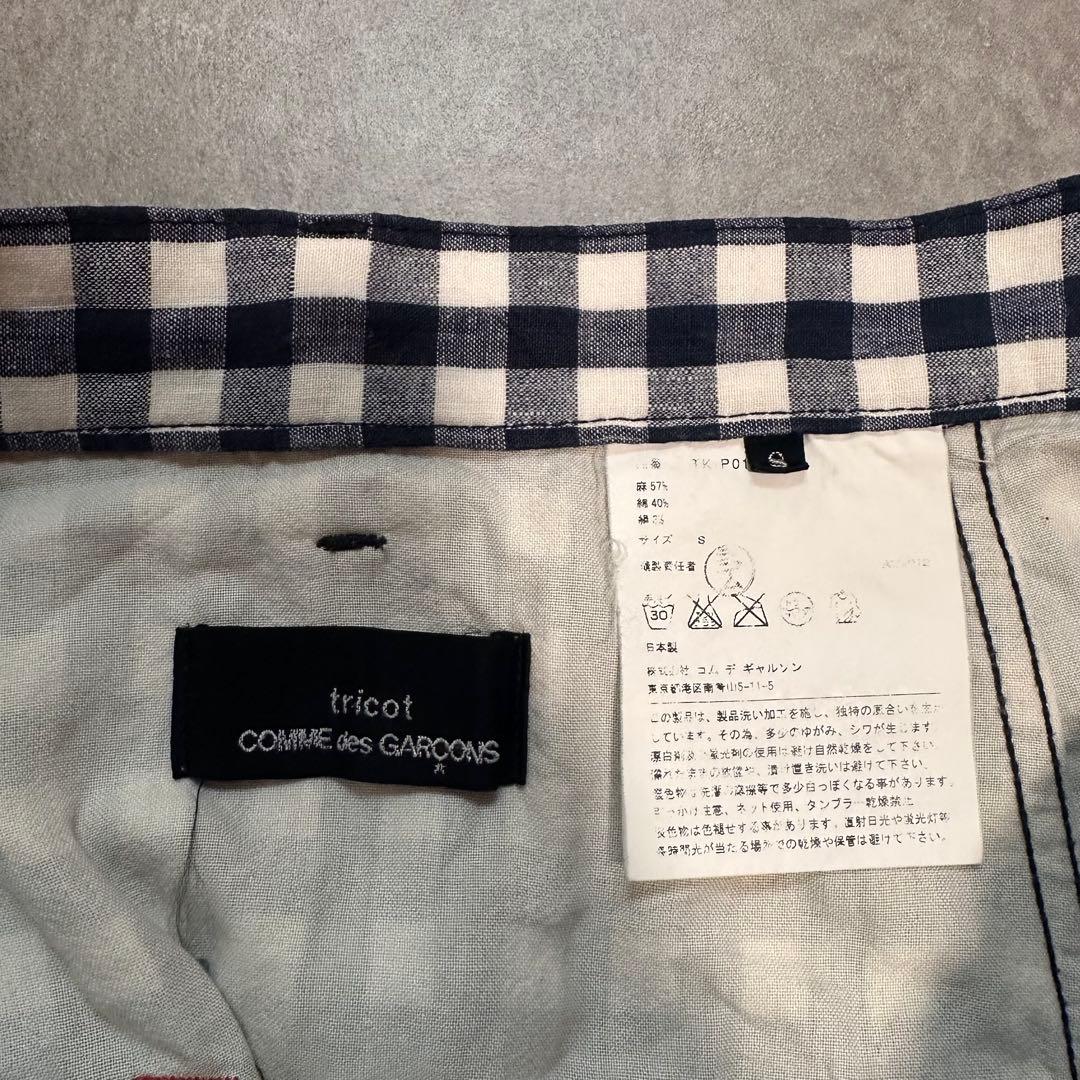 tricot
COMME des GARÇONS
S
麻 57%
綿 40%
絹 3%
サイズ S
縫製責任者
30
日本製
株式会社 コム デ ギャルソン
東京都港区南青山5-11-5
この製品は、製品洗い加工を施し、独特の風合いを
しています。その為、多少のゆがみ、シワが生じます
漂白剤及び蛍光剤の使用は避け自然乾燥をして下さい。
濡れたままの放置や、漬け置き洗いは避けて下さい。
濃色物は洗濯の摩擦等で多少白っぽくなる事があります。
引っかけ注意、ネット使用、タンブラー乾燥禁止
淡色物は色褪せする事があります。直射日光や蛍光灯等
長時間光が当たる場所での乾燥や保管は避けて下さい。